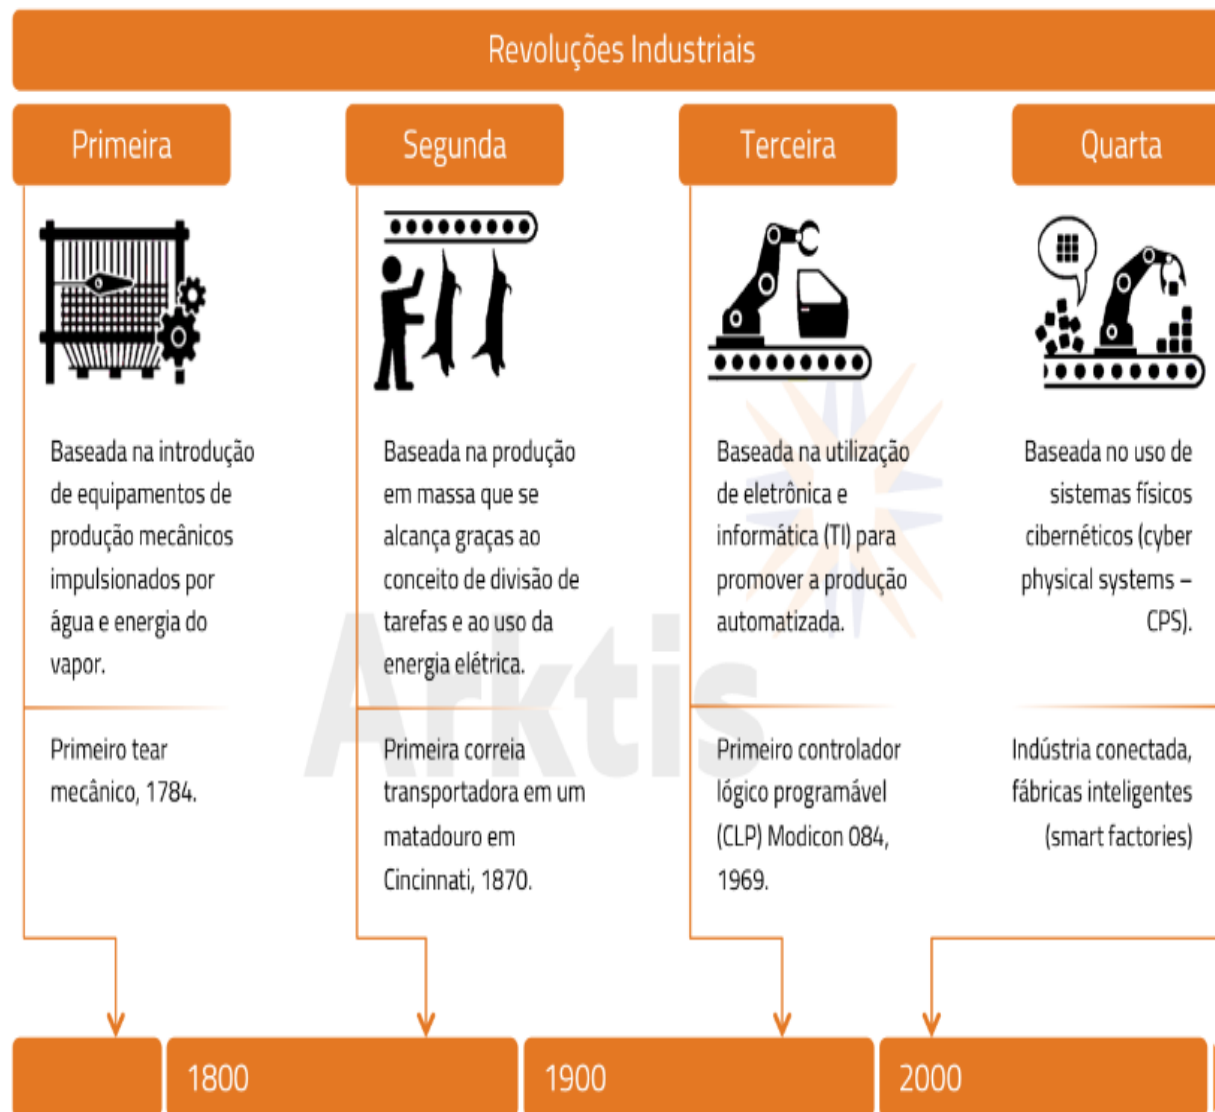 Revoluções Industriais
Primeira
Segunda
Terceira
Quarta
Baseada na introdução
de equipamentos de
produção mecânicos
impulsionados por
água e energia do
vapor.
Baseada na produção
em massa que se
alcança graças ao
conceito de divisão de
tarefas e ao uso da
energia elétrica.
Baseada na utilização
de eletrônica e
informática (TI) para
promover a produção
automatizada.
Baseada no uso de
sistemas físicos
cibernéticos (cyber
physical systems –
CPS).
Primeiro tear
mecânico, 1784.
Primeira correia
transportadora em um
matadouro em
Cincinnati, 1870.
Primeiro controlador
lógico programável
(CLP) Modicon 084,
1969.
Indústria conectada,
fábricas inteligentes
(smart factories)
Arktis
1800
1900
2000